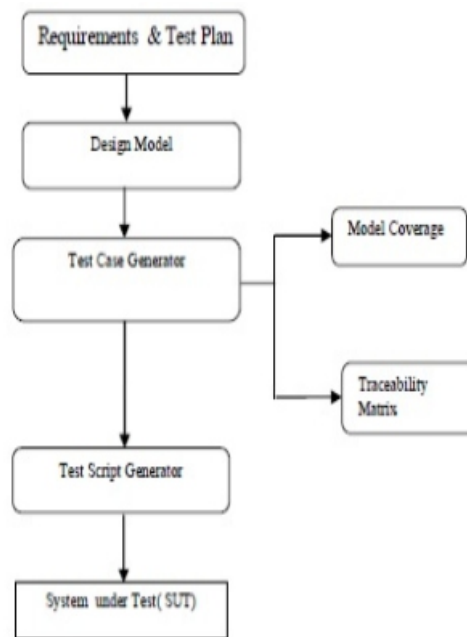 Requirements & Test Plan
Design Model
Test Case Generator
Model Coverage
Traceability
Matrix
Test Script Generator
System under Test( SUT)